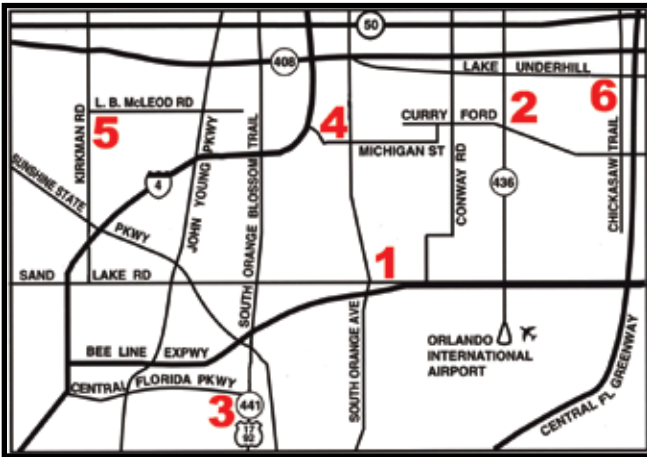 50
408
LAKE UNDERHILL
L. B. McLEOD RD
KIRKMAN RD
5
4
CURRY FORD
2
6
MICHIGAN ST
CHICKASAW TRAIL
SUNSHINE STATE
PKWY
4
JOHN YOUNG PKWY
SOUTH ORANGE BLOSSOM TRAIL
CONWAY RD
436
SAND LAKE RD
1
SOUTH ORANGE AVE
BEE LINE EXPWY
ORLANDO
INTERNATIONAL
AIRPORT
CENTRAL FLORIDA PKWY
3
441
17
92
CENTRAL FL GREENWAY